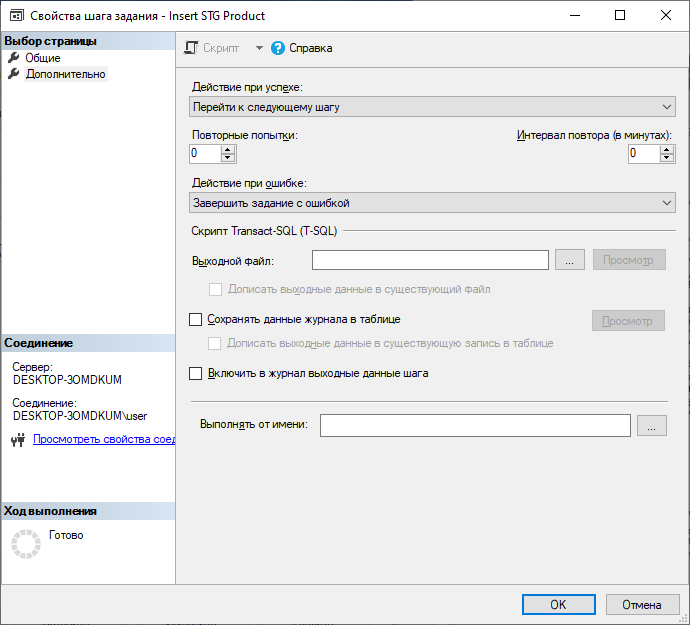 Свойства шага задания - Insert STG Product
Выбор страницы
Общие
Дополнительно
Скрипт
Справка
Действие при успехе:
Перейти к следующему шагу
Повторные попытки:
Интервал повтора (в минутах):
0
0
Действие при ошибке:
Завершить задание с ошибкой
Скрипт Transact-SQL (T-SQL)
Выходной файл:
...
Просмотр
Дописать выходные данные в существующий файл
Сохранять данные журнала в таблице
Просмотр
Дописать выходные данные в существующую запись в таблице
Включить в журнал выходные данные шага
Выполнять от имени:
...
Соединение
Сервер:
DESKTOP-3OMDKUM
Соединение:
DESKTOP-3OMDKUM\user
Просмотреть свойства соед
Ход выполнения
Готово
OK
Отмена